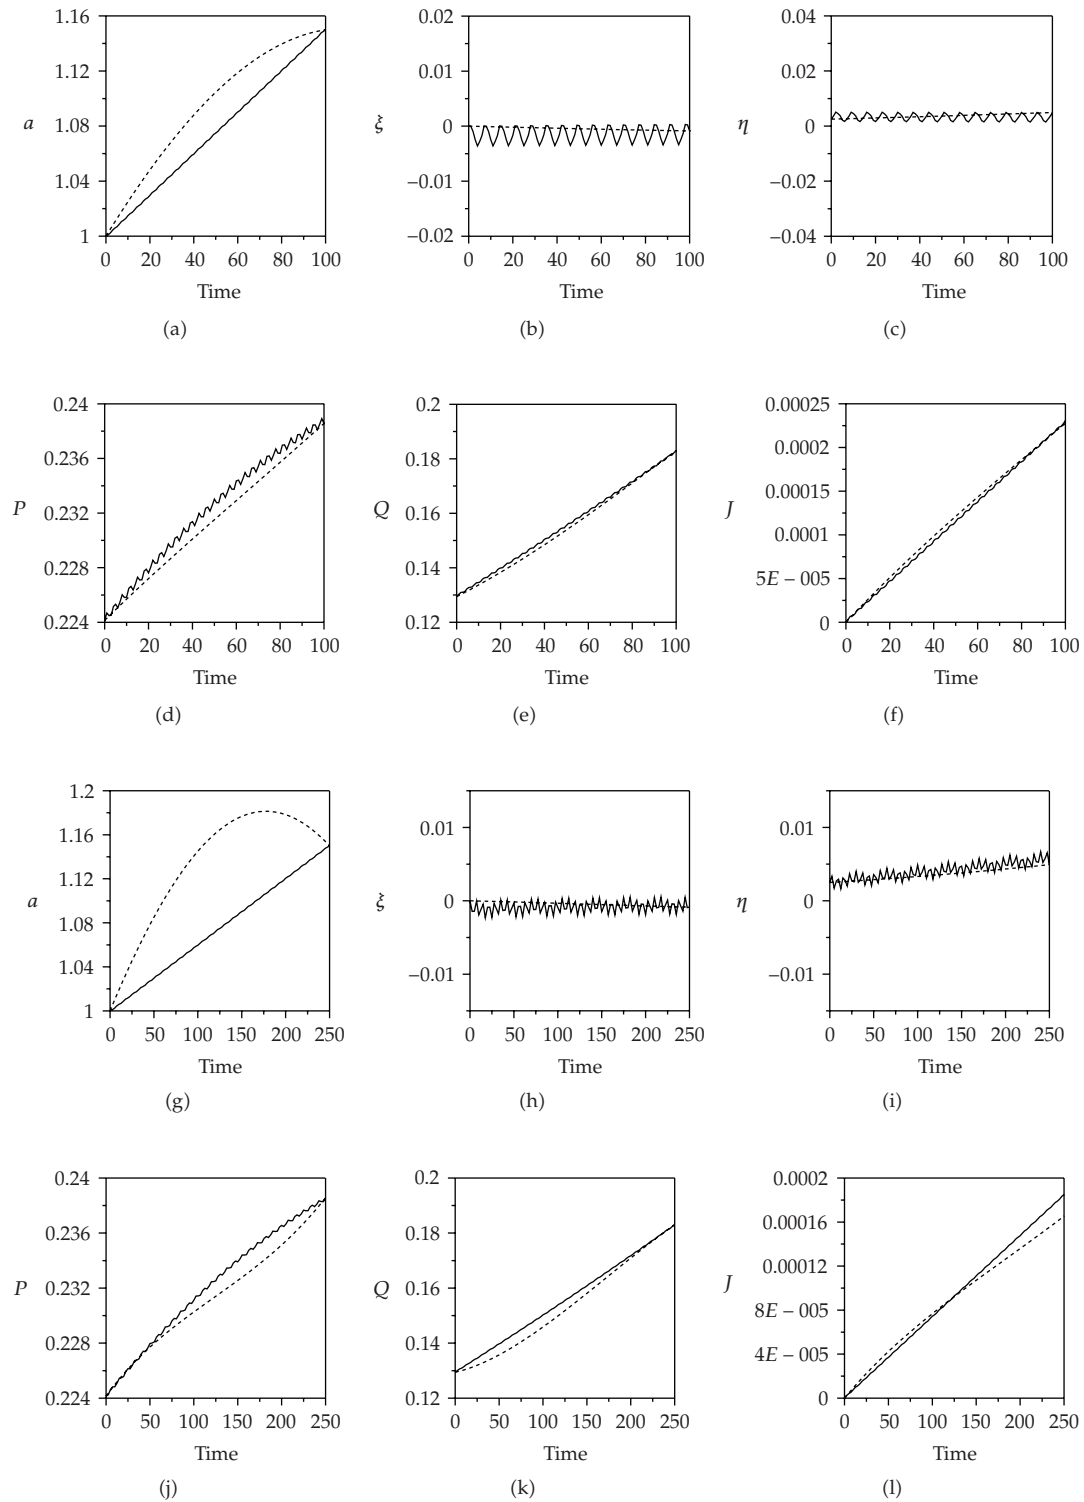 1.16
1.12
1.08
1.04
1
a
0 20 40 60 80 100
Time
(a)
0.02
0.01
0
−0.01
−0.02
ξ
0 20 40 60 80 100
Time
(b)
0.04
0.02
0
−0.02
−0.04
η
0 20 40 60 80 100
Time
(c)
0.24
0.236
0.232
0.228
0.224
P
0 20 40 60 80 100
Time
(d)
0.2
0.18
0.16
0.14
0.12
Q
0 20 40 60 80 100
Time
(e)
0.00025
0.0002
0.00015
0.0001
5E − 005
0
J
0 20 40 60 80 100
Time
(f)
1.2
1.16
1.12
1.08
1.04
1
a
0 50 100 150 200 250
Time
(g)
0.01
0
−0.01
ξ
0 50 100 150 200 250
Time
(h)
0.01
0
−0.01
η
0 50 100 150 200 250
Time
(i)
0.24
0.236
0.232
0.228
0.224
P
0 50 100 150 200 250
Time
(j)
0.2
0.18
0.16
0.14
0.12
Q
0 50 100 150 200 250
Time
(k)
0.0002
0.00016
0.00012
8E − 005
4E − 005
0
J
0 50 100 150 200 250
Time
(l)